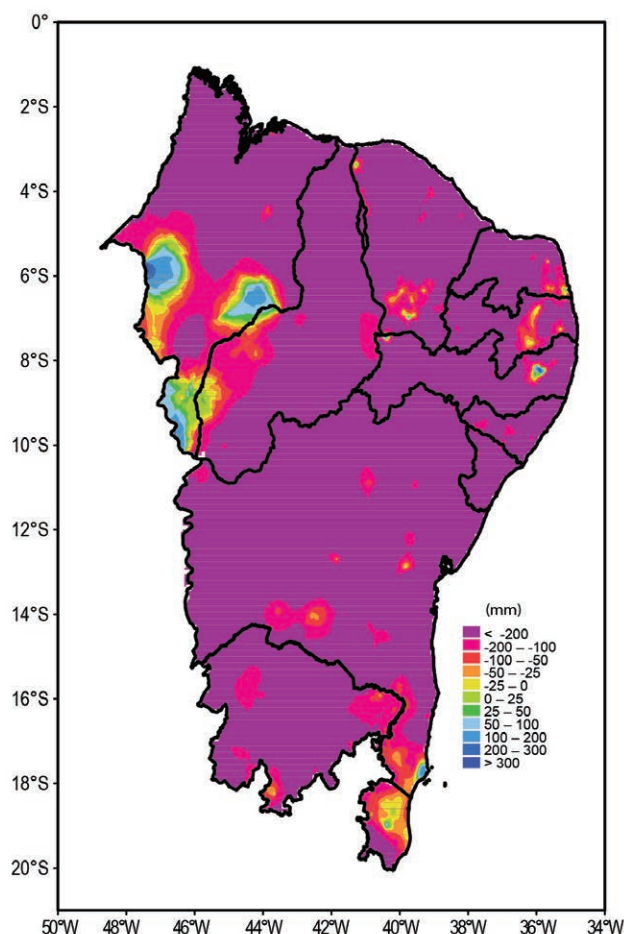 0°
2°S
4°S
6°S
8°S
10°S
12°S
14°S
16°S
18°S
20°S
(mm)
< -200
-200 – -100
-100 – -50
-50 – -25
-25 – 0
0 – 25
25 – 50
50 – 100
100 – 200
200 – 300
> 300
50°W 48°W 46°W 44°W 42°W 40°W 38°W 36°W 34°W